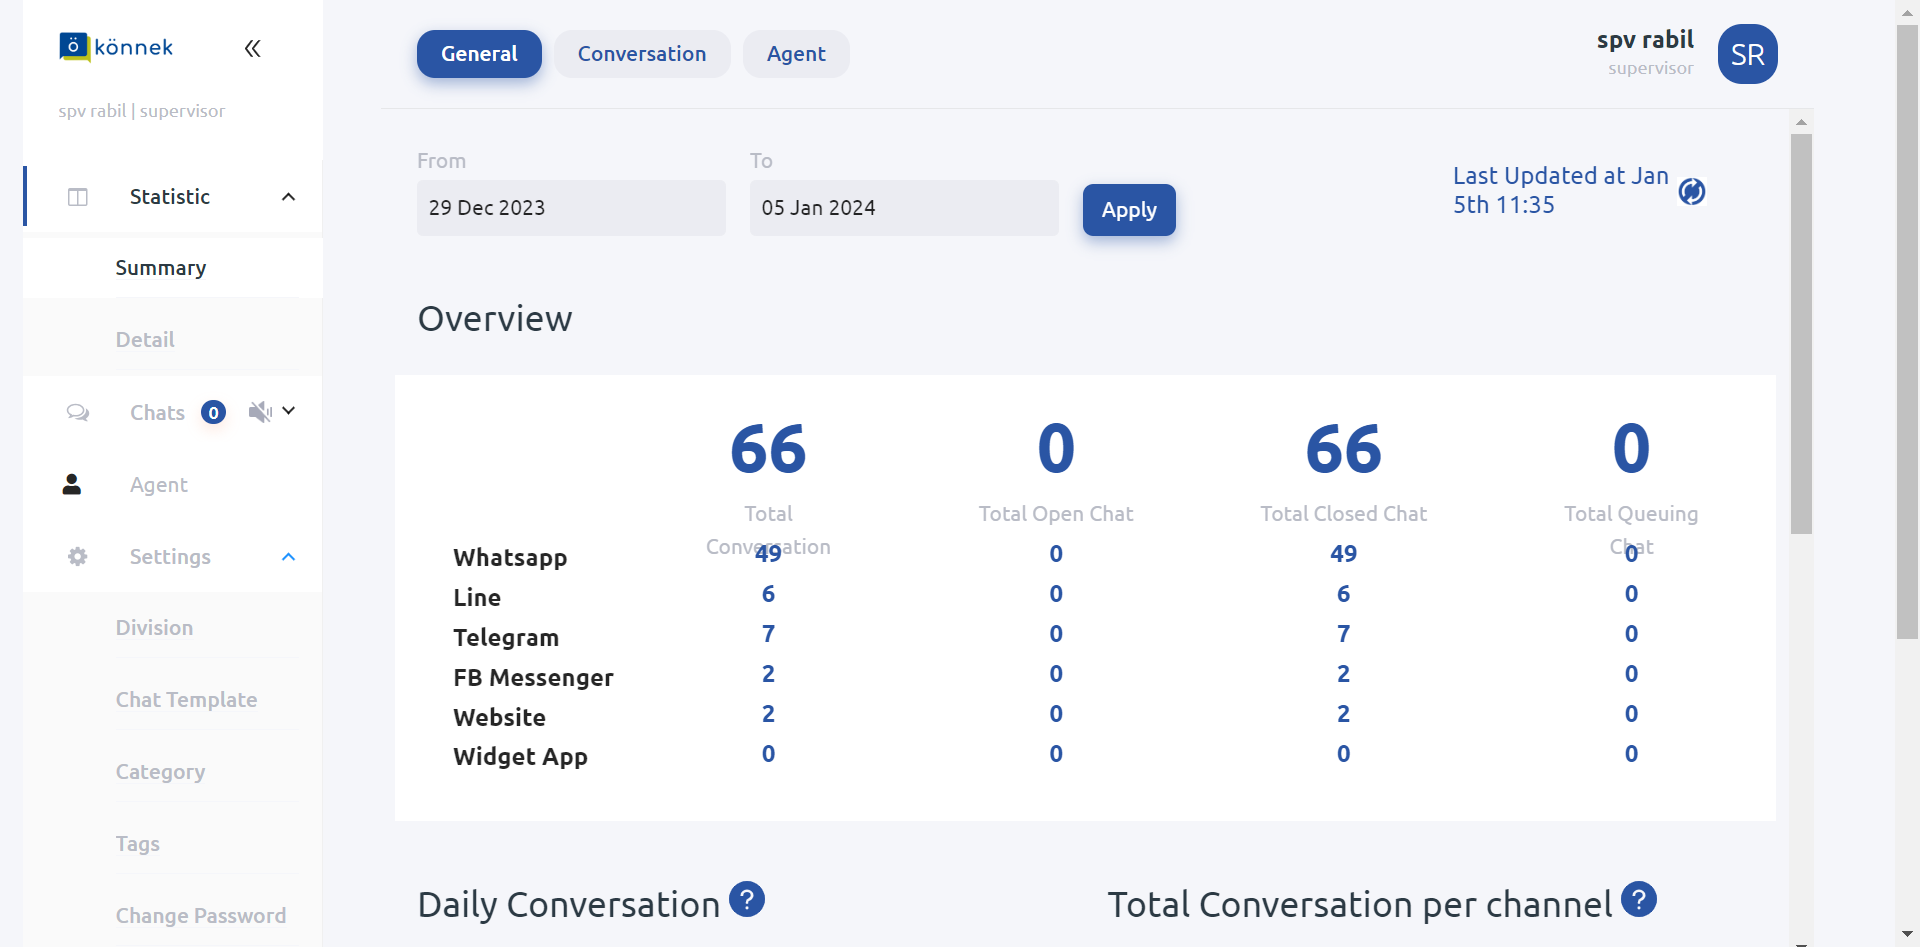 könnek
spv rabil | supervisor
Statistic
Summary
Detail
Chats 0
Agent
Settings
Division
Chat Template
Category
Tags
Change Password
General Conversation Agent
spv rabil
supervisor
SR
From
29 Dec 2023
To
05 Jan 2024
Apply
Last Updated at Jan
5th 11:35
Overview
66 0 66 0
Total Total Open Chat Total Closed Chat Total Queuing
Conversation Chat
Whatsapp 49 0 49 0
Line 6 0 6 0
Telegram 7 0 7 0
FB Messenger 2 0 2 0
Website 2 0 2 0
Widget App 0 0 0 0
Daily Conversation ?
Total Conversation per channel ?